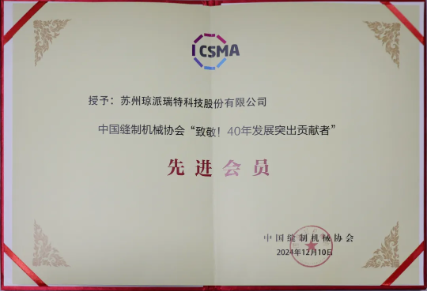 CSMA
授予：苏州琼派瑞特科技股份有限公司
中国缝制机械协会“致敬！40年发展突出贡献者”
先进会员
中国缝制机械协会
2024年12月10日